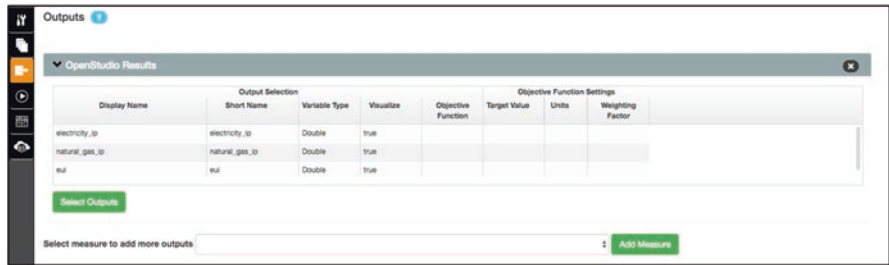 Outputs ?
OpenStudio Results
Output Selection Objective Function Settings
Display Name Short Name Variable Type Visualize Objective Function Target Value Units Weighting Factor
electricity_ip electricity_ip Double true
natural_gas_ip natural_gas_ip Double true
eui eui Double true
Select Outputs
Select measure to add more outputs Add Measure